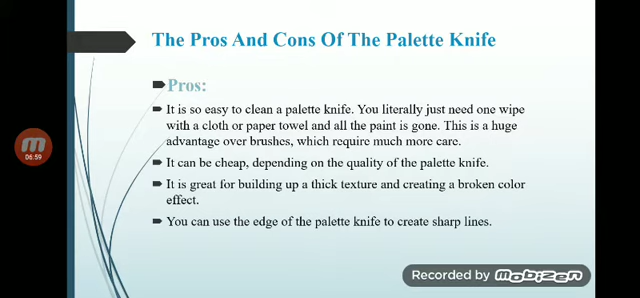 The Pros And Cons Of The Palette Knife
Pros:
It is so easy to clean a palette knife. You literally just need one wipe
with a cloth or paper towel and all the paint is gone. This is a huge
advantage over brushes, which require much more care.
It can be cheap, depending on the quality of the palette knife.
It is great for building up a thick texture and creating a broken color
effect.
You can use the edge of the palette knife to create sharp lines.
m
06:59
Recorded by mobizen